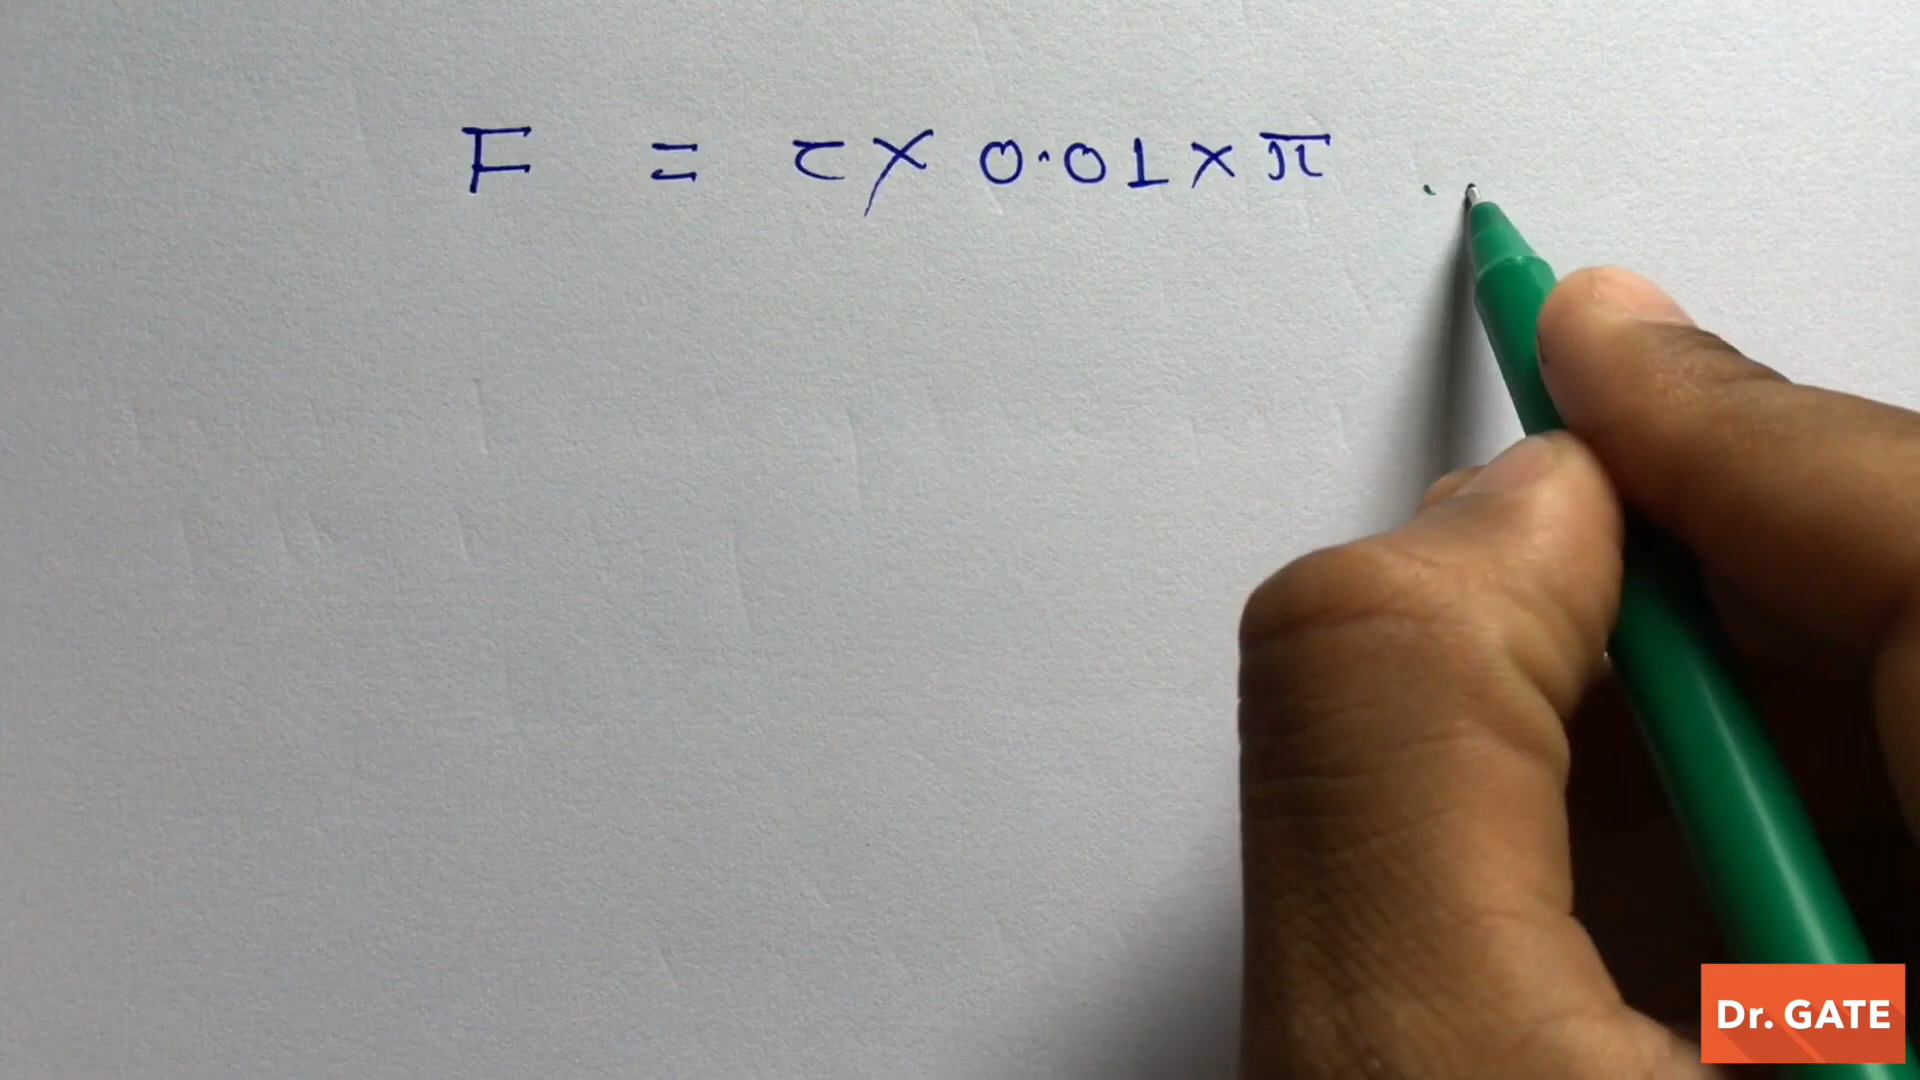 F = τ × 0.01 × π
Dr. GATE